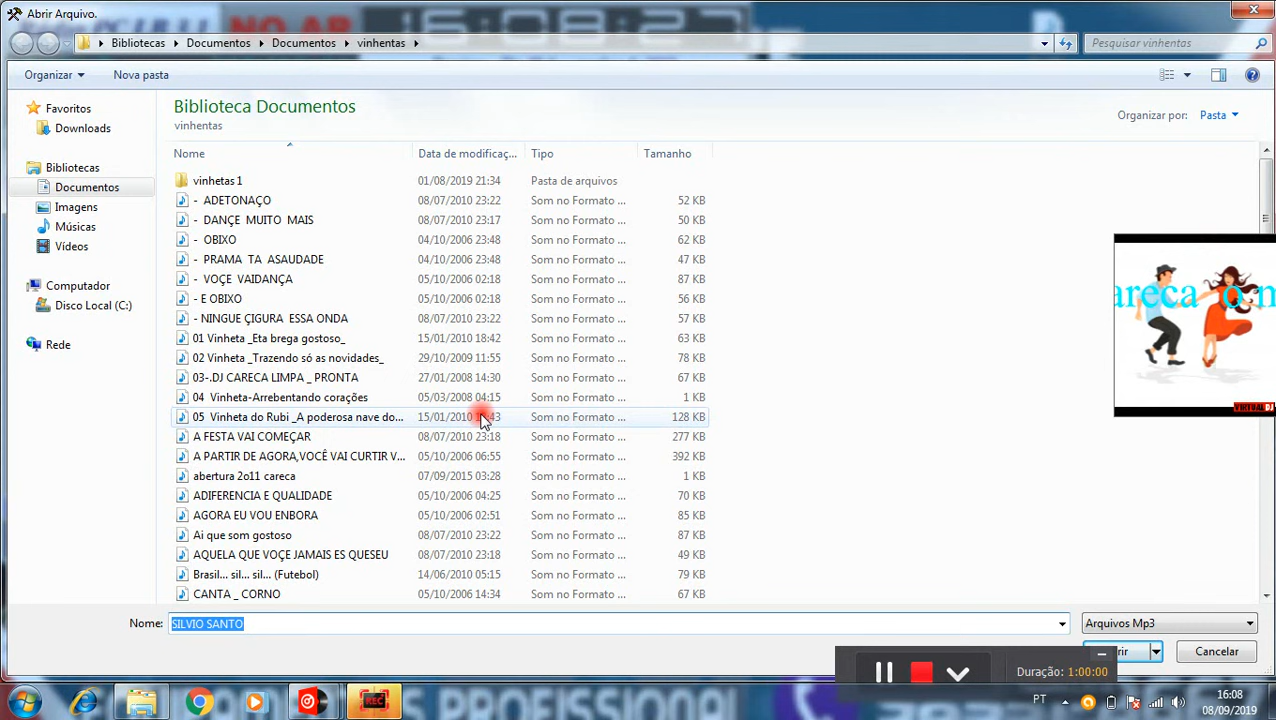 Abrir Arquivo.
NO AR
15:08:27
Bibliotecas Documentos Documentos vinhentas
Pesquisar vinhentas
Organizar
Nova pasta
Favoritos
Downloads
Bibliotecas
Documentos
Imagens
Músicas
Vídeos
Computador
Disco Local (C:)
Rede
Biblioteca Documentos
vinhentas
Organizar por: Pasta
Nome Data de modificaç... Tipo Tamanho
vinhetas 1 01/08/2019 21:34 Pasta de arquivos
- ADETONAÇO 08/07/2010 23:22 Som no Formato ... 52 KB
- DANÇE MUITO MAIS 08/07/2010 23:17 Som no Formato ... 50 KB
- OBIXO 04/10/2006 23:48 Som no Formato ... 62 KB
- PRAMA TA ASAUDADE 04/10/2006 23:48 Som no Formato ... 47 KB
- VOÇE VAIDANÇA 05/10/2006 02:18 Som no Formato ... 87 KB
- E OBIXO 05/10/2006 02:18 Som no Formato ... 56 KB
- NINGUE ÇIGURA ESSA ONDA 08/07/2010 23:22 Som no Formato ... 57 KB
01 Vinheta _Eta brega gostoso_ 15/01/2010 18:42 Som no Formato ... 63 KB
02 Vinheta _Trazendo só as novidades_ 29/10/2009 11:55 Som no Formato ... 78 KB
03-.DJ CARECA LIMPA _ PRONTA 27/01/2008 14:30 Som no Formato ... 67 KB
04 Vinheta-Arrebentando corações 05/03/2008 04:15 Som no Formato ... 1 KB
05 Vinheta do Rubi _A poderosa nave do... 15/01/2010 Som no Formato ... 128 KB
A FESTA VAI COMEÇAR 08/07/2010 23:18 Som no Formato ... 277 KB
A PARTIR DE AGORA,VOCÊ VAI CURTIR V... 05/10/2006 06:55 Som no Formato ... 392 KB
abertura 2o11 careca 07/09/2015 03:28 Som no Formato ... 1 KB
ADIFERENCIA E QUALIDADE 05/10/2006 04:25 Som no Formato ... 70 KB
AGORA EU VOU ENBORA 05/10/2006 02:51 Som no Formato ... 85 KB
Ai que som gostoso 08/07/2010 23:22 Som no Formato ... 87 KB
AQUELA QUE VOÇE JAMAIS ES QUESEU 08/07/2010 23:18 Som no Formato ... 49 KB
Brasil... sil... sil... (Futebol) 14/06/2010 05:15 Som no Formato ... 79 KB
CANTA _ CORNO 05/10/2006 14:34 Som no Formato ... 67 KB
areca o m
VIRTUAL DJ
Nome: SILVIO SANTO
Arquivos Mp3
Cancelar
Duração: 1:00:00
REC
PT
16:08
08/09/2019